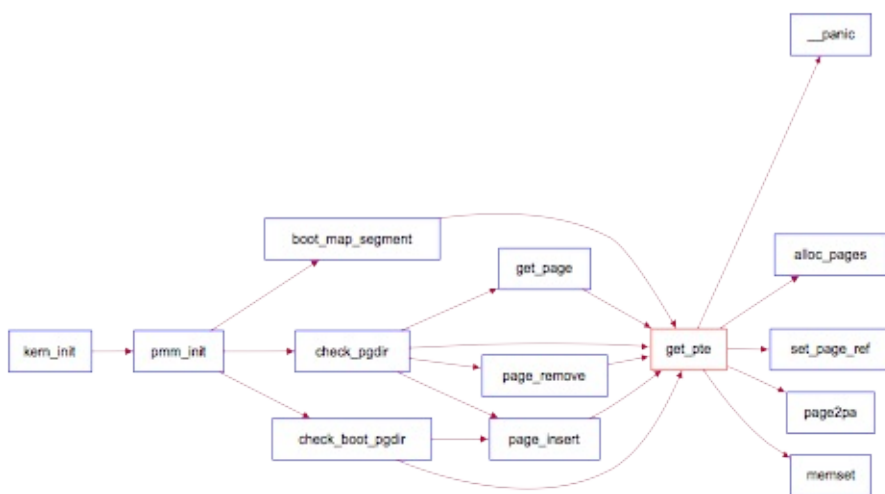 __panic
boot_map_segment
alloc_pages
get_page
kern_init
pmm_init
check_pgdir
get_pte
set_page_ref
page_remove
page2pa
check_boot_pgdir
page_insert
memset